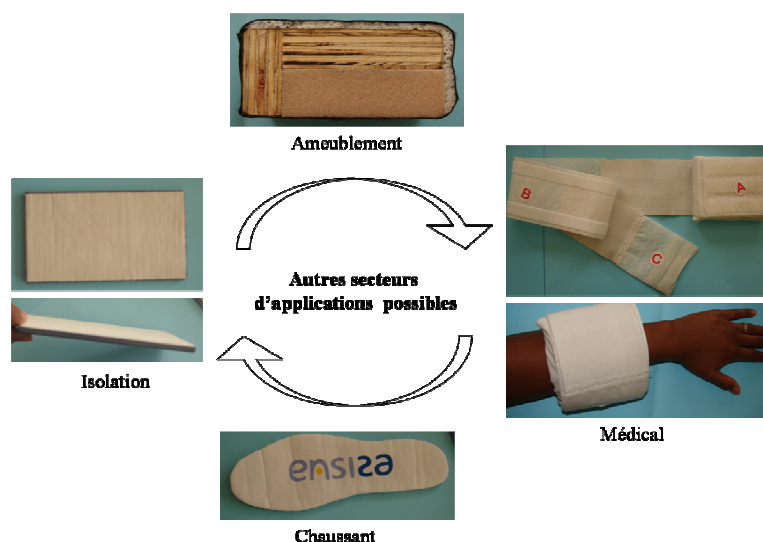 Ameublement
B
A
C
Autres secteurs
d'applications possibles
Isolation
Médical
ensisa
Chaussant